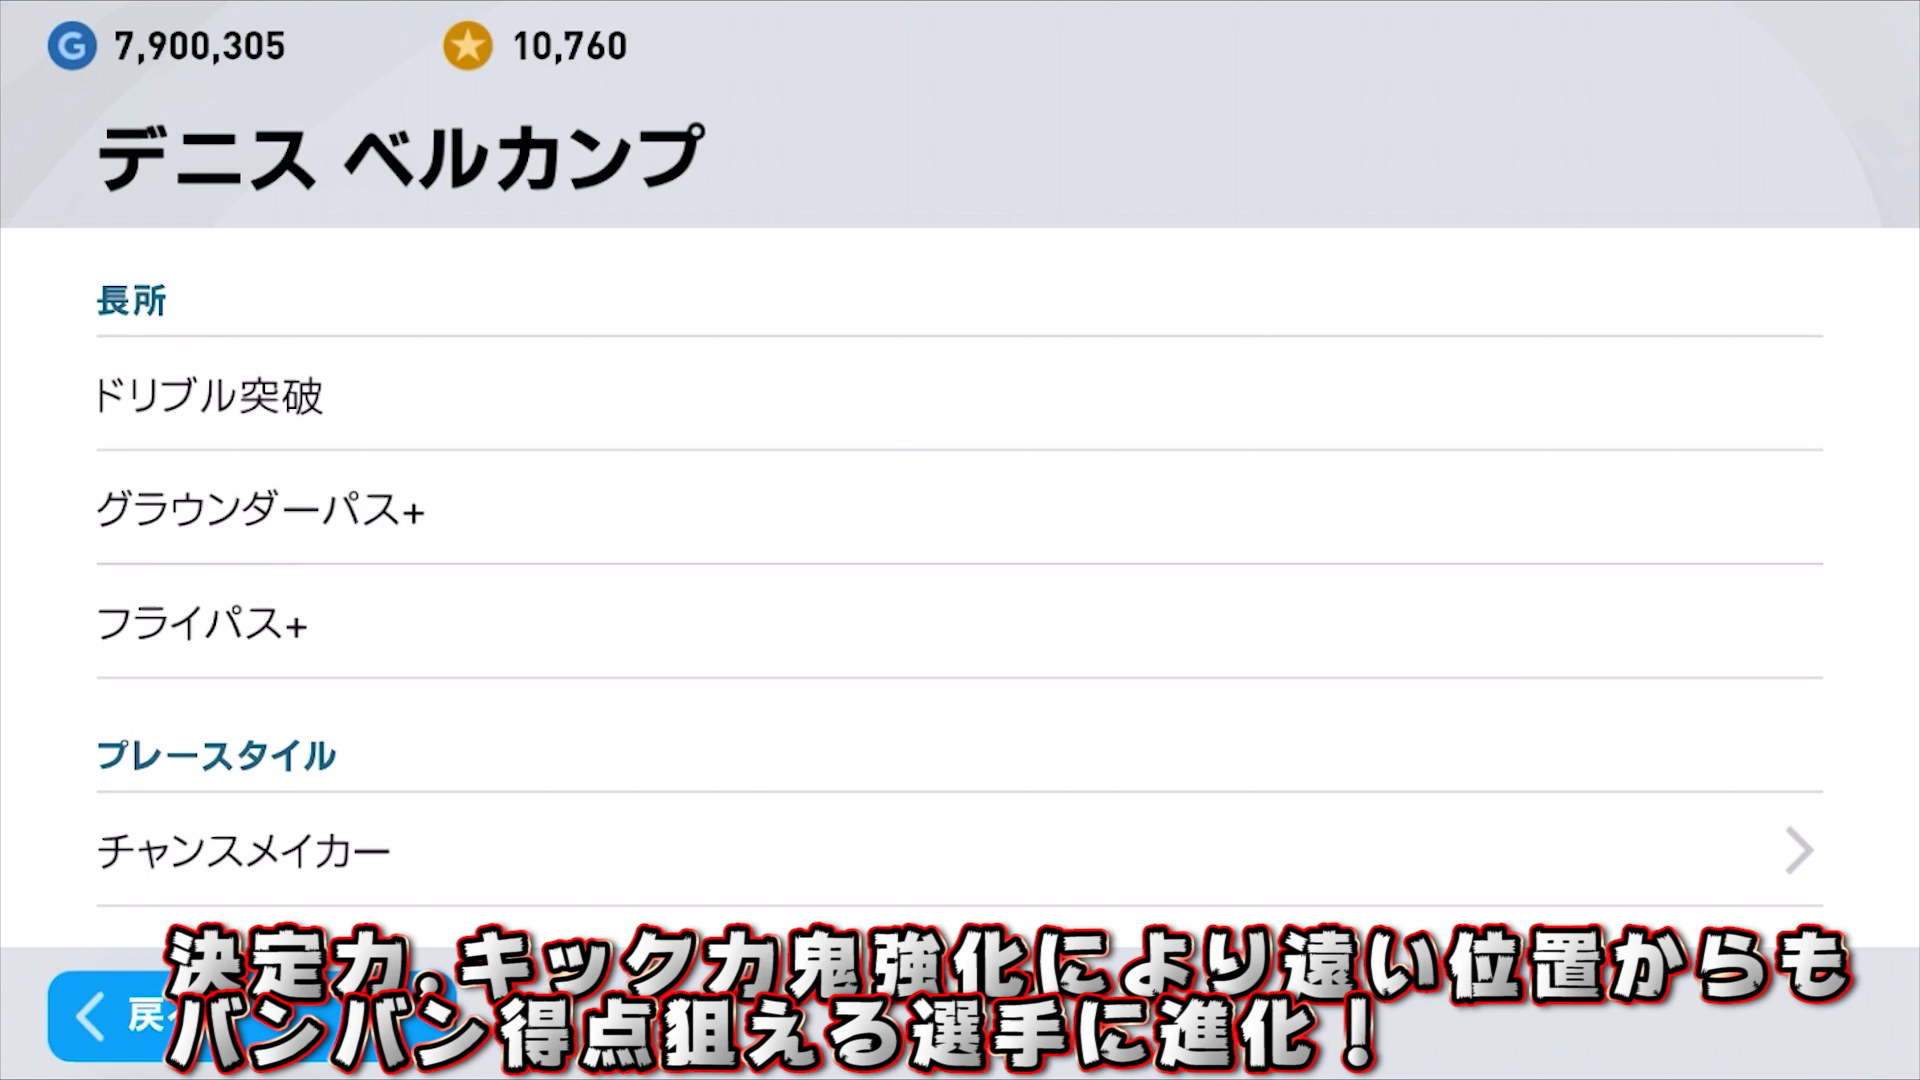 G 7,900,305 10,760
デニス ベルカンプ
長所
ドリブル突破
グラウンダーパス+
フライパス+
プレースタイル
チャンスメイカー
決定力,キック力鬼強化により遠い位置からも
バンバン得点狙える選手に進化！
戻